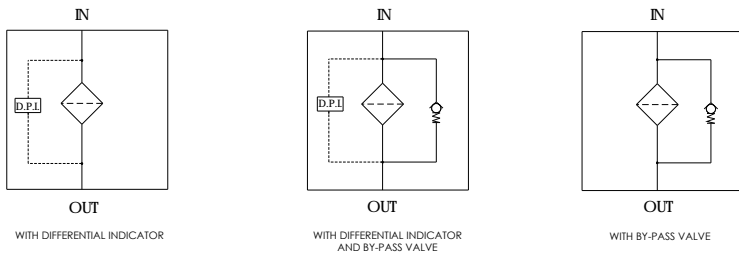 IN
D.P.I.
OUT
WITH DIFFERENTIAL INDICATOR
IN
D.P.I.
OUT
WITH DIFFERENTIAL INDICATOR
AND BY-PASS VALVE
IN
OUT
WITH BY-PASS VALVE